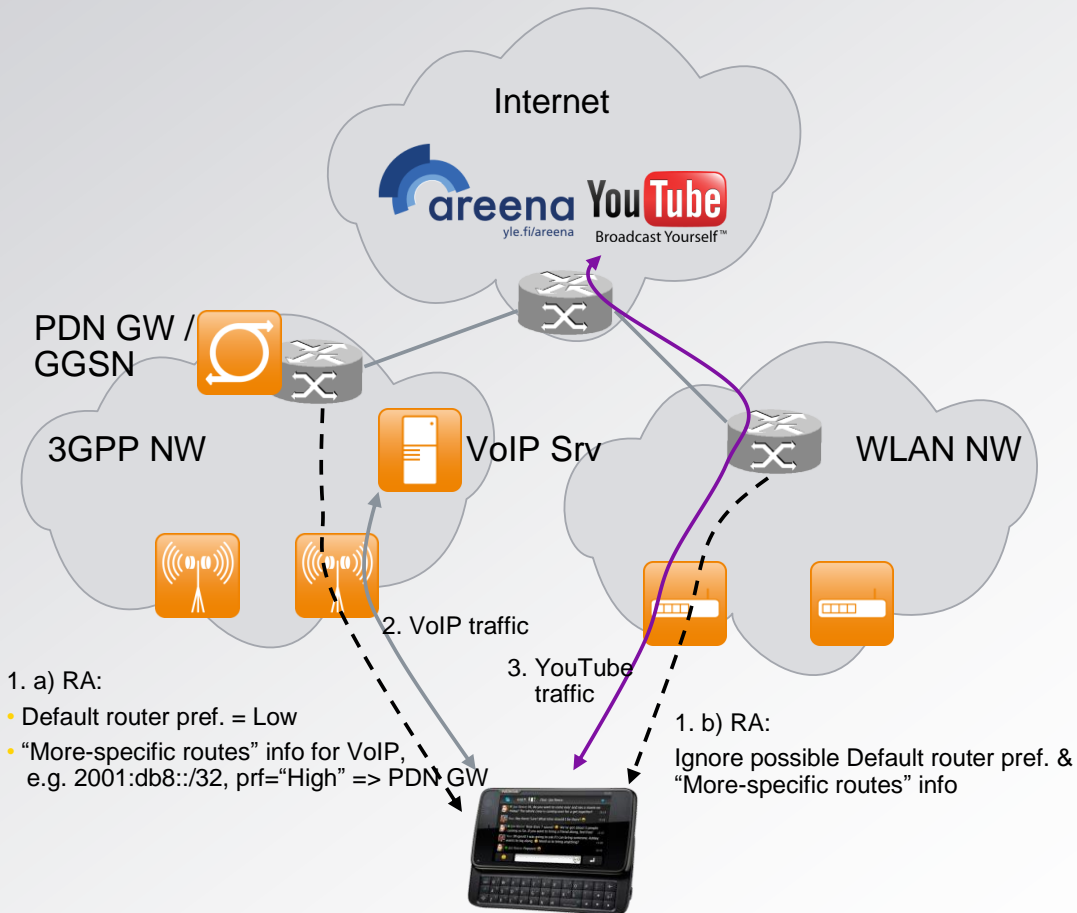 Internet
areena
yle.fi/areena
YouTube
Broadcast Yourself™
PDN GW /
GGSN
3GPP NW
VoIP Srv
WLAN NW
2. VoIP traffic
3. YouTube
traffic
1. a) RA:
• Default router pref. = Low
• “More-specific routes” info for VoIP,
e.g. 2001:db8::/32, prf=“High” => PDN GW
1. b) RA:
Ignore possible Default router pref. &
“More-specific routes” info